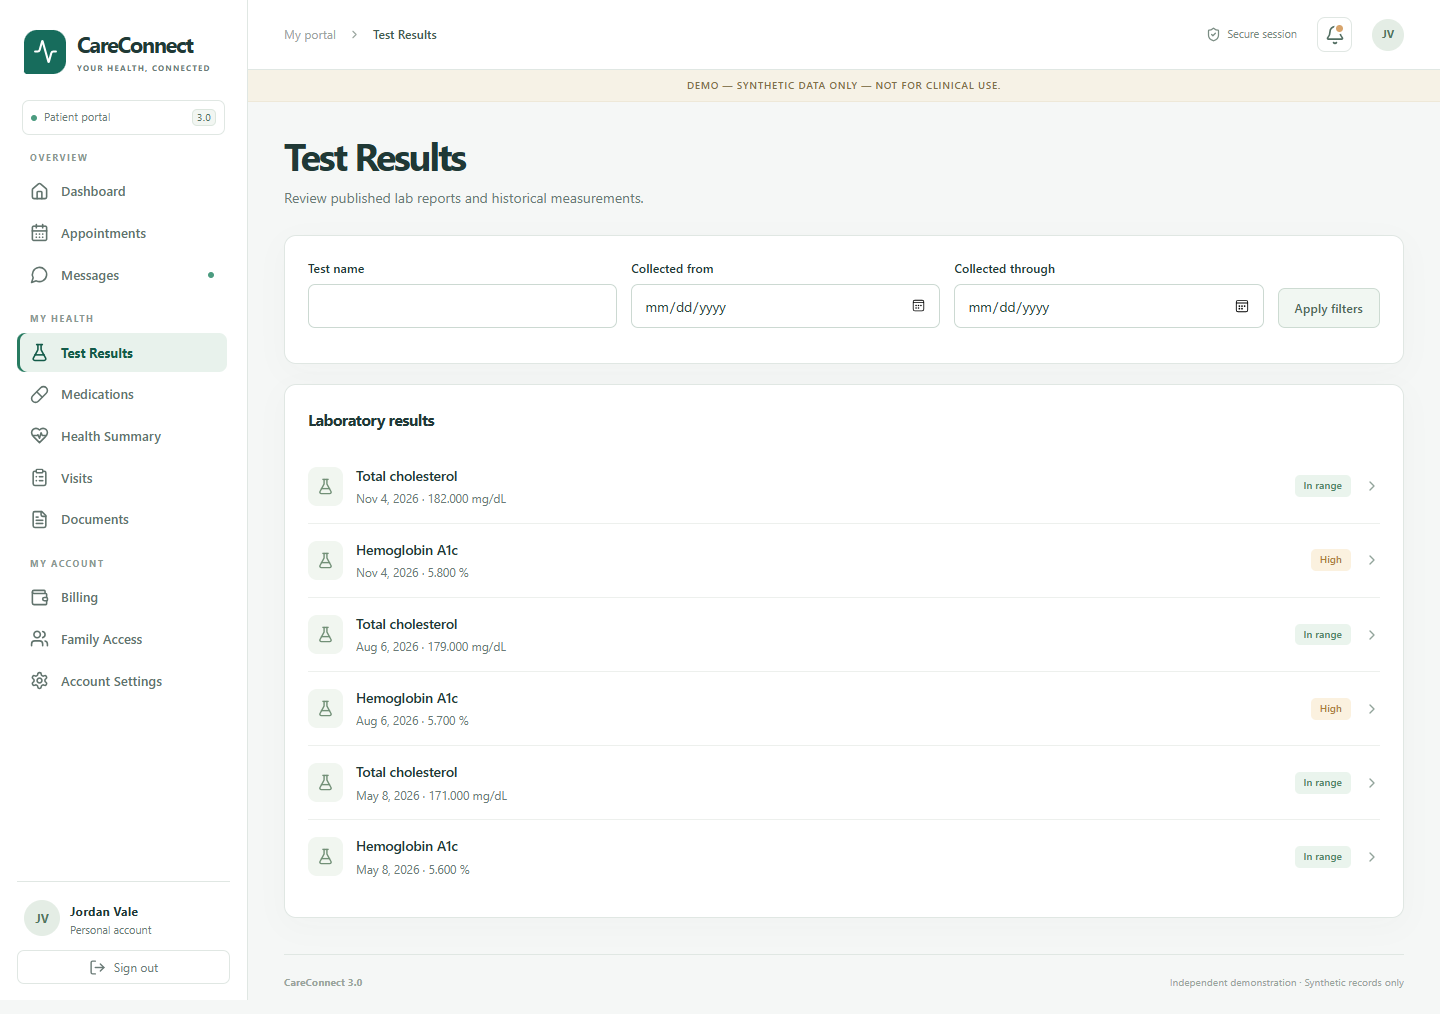 CareConnect
YOUR HEALTH, CONNECTED
Patient portal 3.0
OVERVIEW
Dashboard
Appointments
Messages
MY HEALTH
Test Results
Medications
Health Summary
Visits
Documents
MY ACCOUNT
Billing
Family Access
Account Settings
JV
Jordan Vale
Personal account
Sign out
My portal > Test Results
Secure session
JV
DEMO — SYNTHETIC DATA ONLY — NOT FOR CLINICAL USE.
Test Results
Review published lab reports and historical measurements.
Test name
Collected from
mm/dd/yyyy
Collected through
mm/dd/yyyy
Apply filters
Laboratory results
Total cholesterol
Nov 4, 2026 · 182.000 mg/dL
In range
Hemoglobin A1c
Nov 4, 2026 · 5.800 %
High
Total cholesterol
Aug 6, 2026 · 179.000 mg/dL
In range
Hemoglobin A1c
Aug 6, 2026 · 5.700 %
High
Total cholesterol
May 8, 2026 · 171.000 mg/dL
In range
Hemoglobin A1c
May 8, 2026 · 5.600 %
In range
CareConnect 3.0
Independent demonstration · Synthetic records only